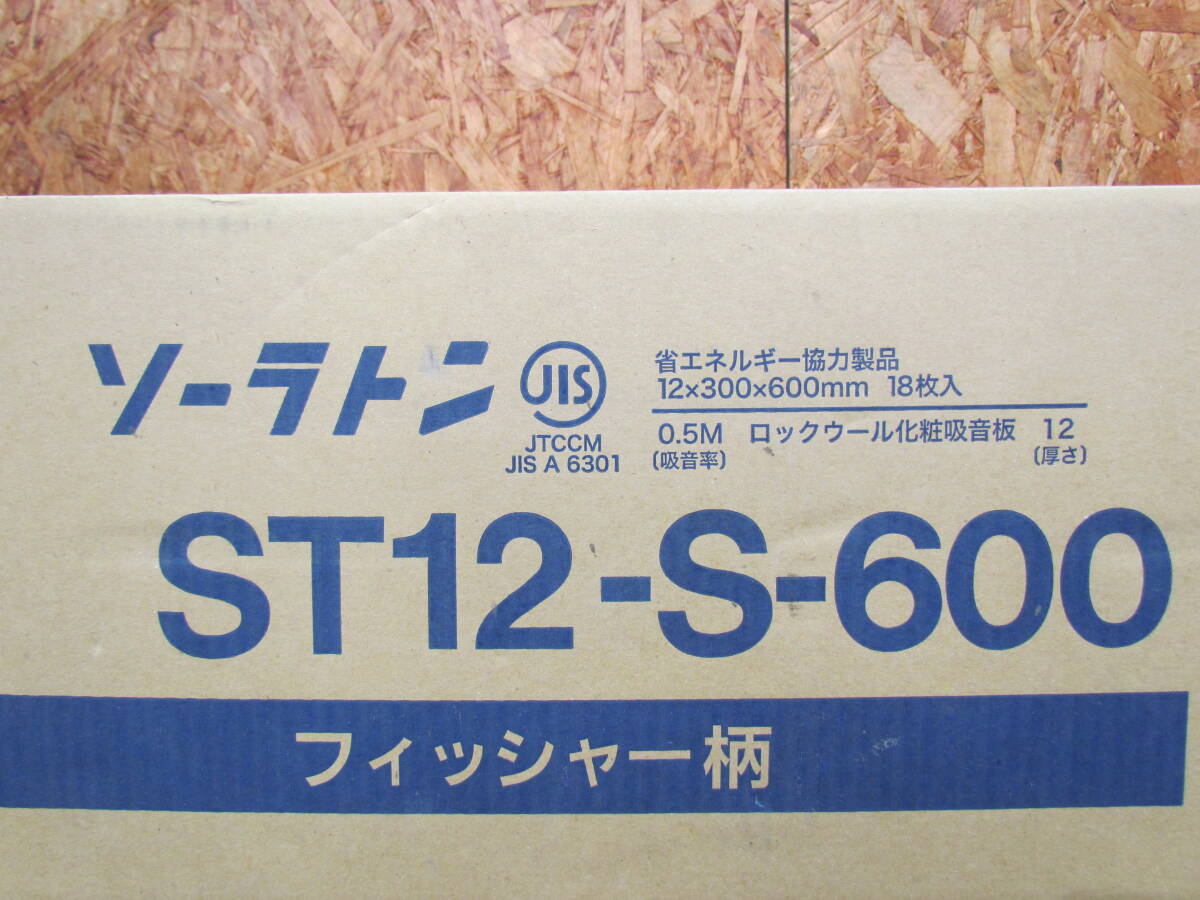 ソーラトン
JIS
JTCCM
JIS A 6301
省エネルギー協力製品
12×300×600mm 18枚入
0.5M ロックウール化粧吸音板 12
(吸音率) (厚さ)
ST12-S-600
フィッシャー柄